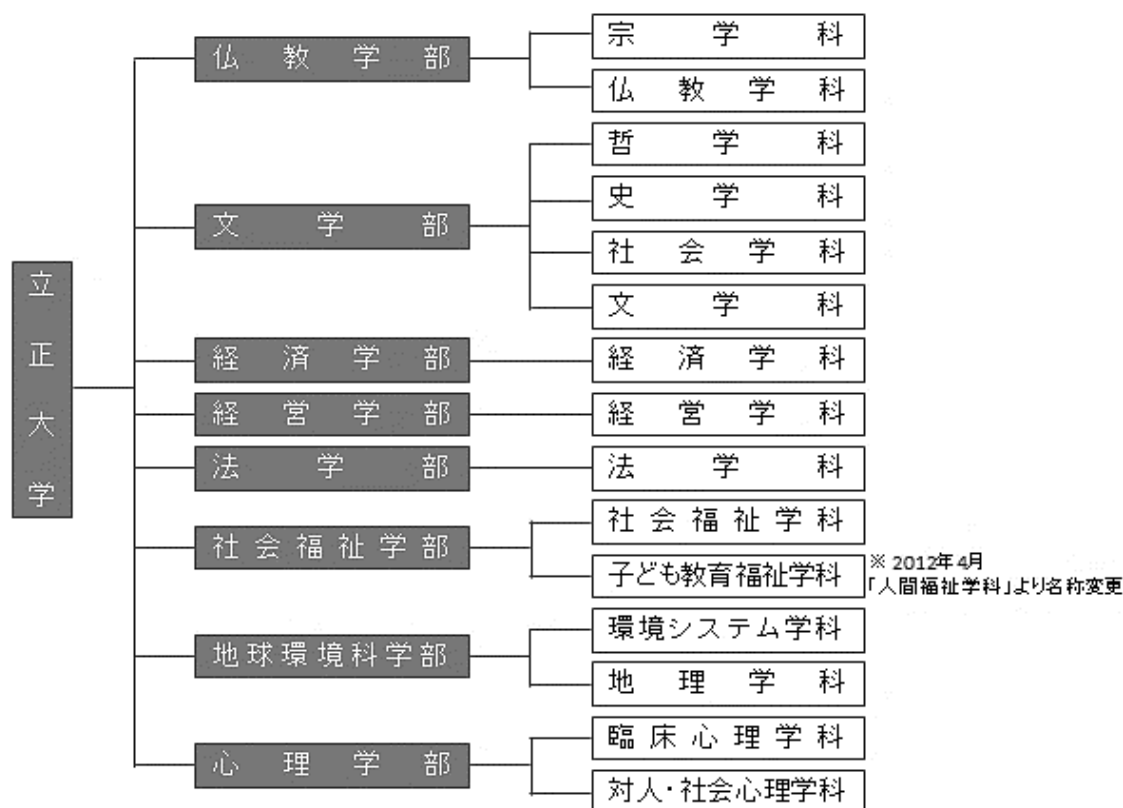 立正大学
仏教学部
宗学科
仏教学科
文学部
哲学科
史学科
社会学科
文学科
経済学部
経済学科
経営学部
経営学科
法学部
法学科
社会福祉学部
社会福祉学科
子ども教育福祉学科
※ 2012年4月
「人間福祉学科」より名称変更
地球環境科学部
環境システム学科
地理学科
心理学部
臨床心理学科
対人・社会心理学科